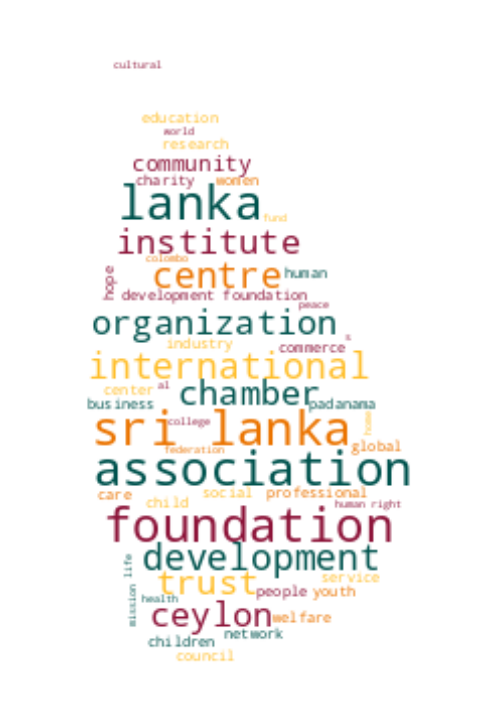 cultural
education
world
research
community
charity
women
lanka
fund
institute
colombo
centre
human
hope
development foundation
peace
organization
s
industry
commerce
international
center
al
chamber
business
padanama
home
college
sri lanka
federation
global
association
care
social
professional
child
human right
foundation
development
mission life
trust
service
people
youth
health
ceylon
welfare
network
children
council